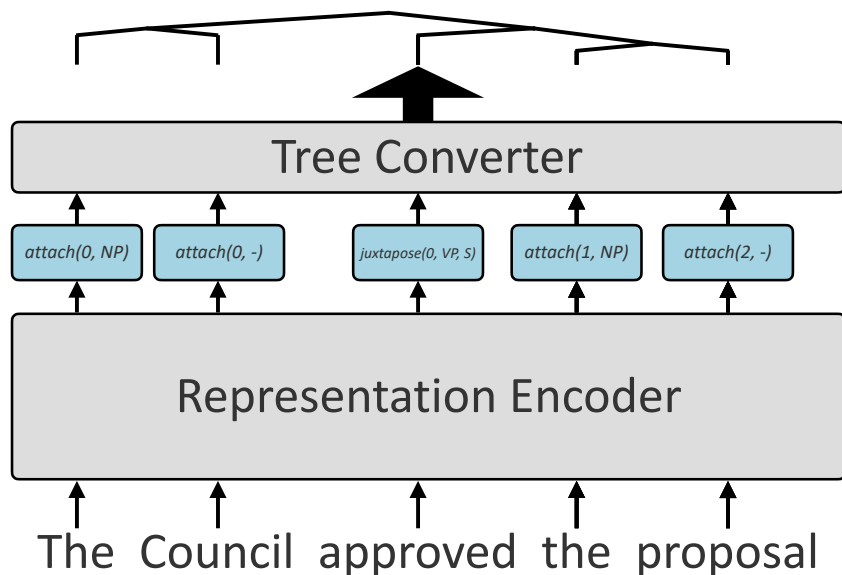 Tree Converter
attach(0, NP) attach(0, -) juxtapose(0, VP, S) attach(1, NP) attach(2, -)
Representation Encoder
The Council approved the proposal